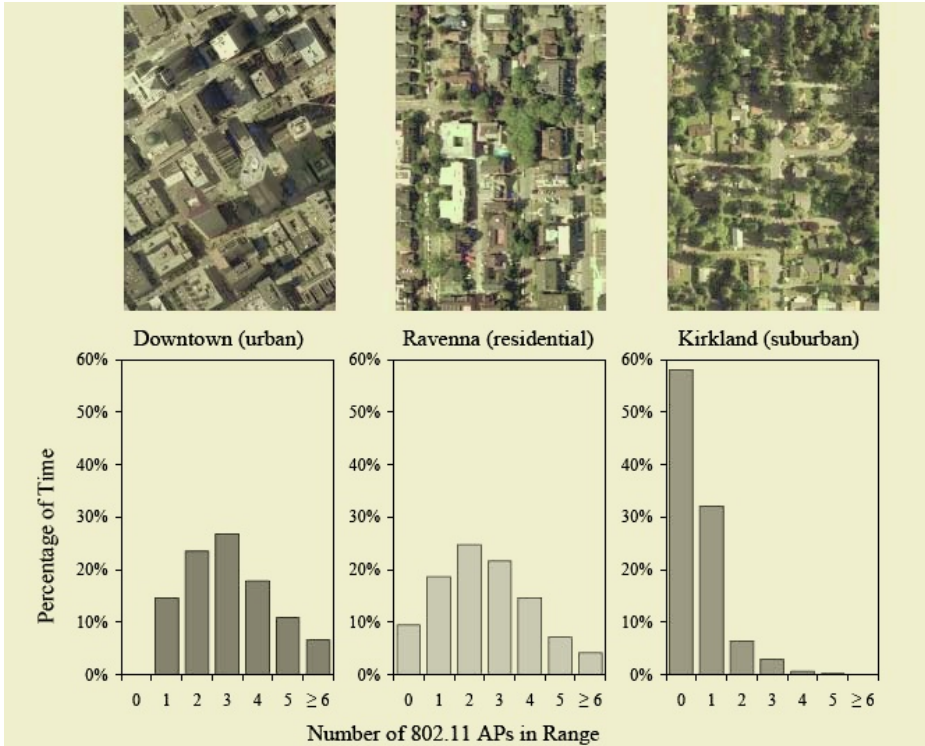 Downtown (urban)
Ravenna (residential)
Kirkland (suburban)
Percentage of Time
60%
50%
40%
30%
20%
10%
0%
0 1 2 3 4 5 ≥ 6
60%
50%
40%
30%
20%
10%
0%
0 1 2 3 4 5 ≥ 6
60%
50%
40%
30%
20%
10%
0%
0 1 2 3 4 5 ≥ 6
Number of 802.11 APs in Range